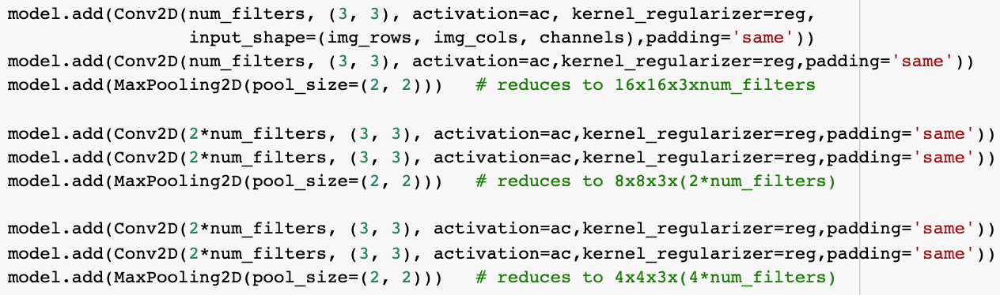 model.add(Conv2D(num_filters, (3, 3), activation=ac, kernel_regularizer=reg,
                 input_shape=(img_rows, img_cols, channels),padding='same'))
model.add(Conv2D(num_filters, (3, 3), activation=ac,kernel_regularizer=reg,padding='same'))
model.add(MaxPooling2D(pool_size=(2, 2)))   # reduces to 16x16x3xnum_filters

model.add(Conv2D(2*num_filters, (3, 3), activation=ac,kernel_regularizer=reg,padding='same'))
model.add(Conv2D(2*num_filters, (3, 3), activation=ac,kernel_regularizer=reg,padding='same'))
model.add(MaxPooling2D(pool_size=(2, 2)))   # reduces to 8x8x3x(2*num_filters)

model.add(Conv2D(2*num_filters, (3, 3), activation=ac,kernel_regularizer=reg,padding='same'))
model.add(Conv2D(2*num_filters, (3, 3), activation=ac,kernel_regularizer=reg,padding='same'))
model.add(MaxPooling2D(pool_size=(2, 2)))   # reduces to 4x4x3x(4*num_filters)